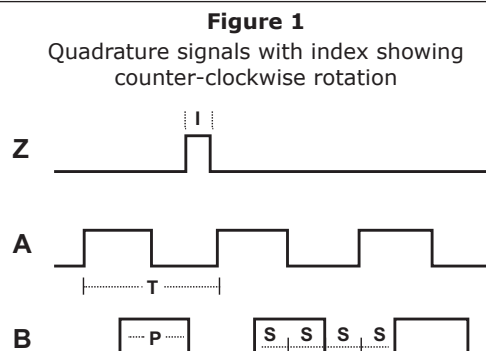 Figure 1
Quadrature signals with index showing
counter-clockwise rotation
I
Z
A
T
B
P
S S S S